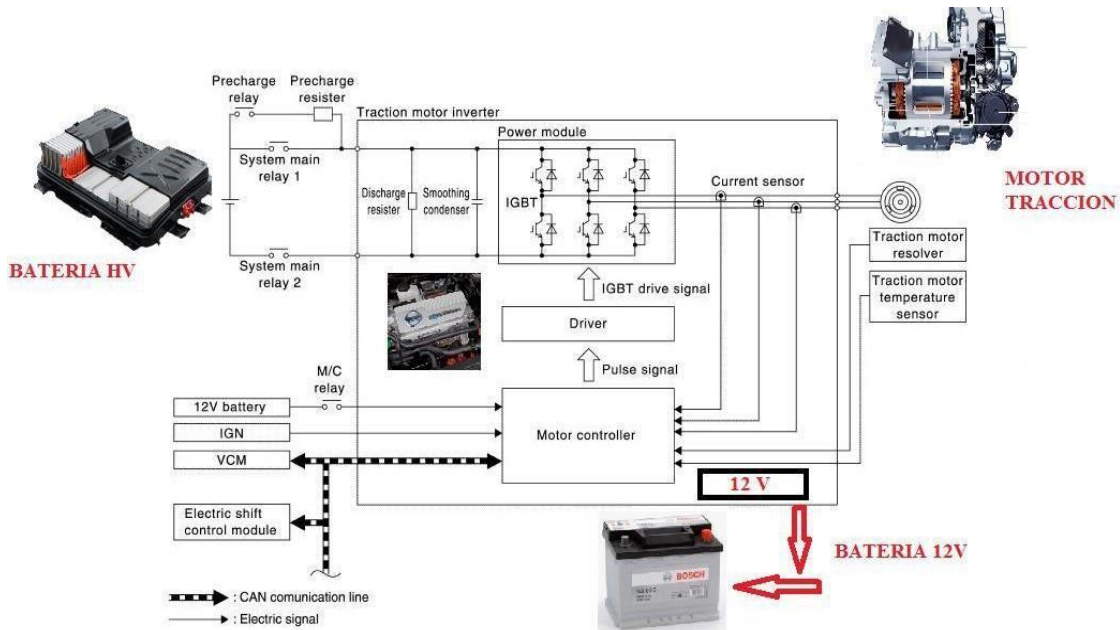 Precharge
relay
Precharge
resister
Traction motor inverter
Power module
System main
relay 1
Discharge
resister
Smoothing
condenser
IGBT
Current sensor
MOTOR
TRACCION
BATERIA HV
System main
relay 2
Traction motor
resolver
IGBT drive signal
Traction motor
temperature
sensor
Driver
M/C
relay
Pulse signal
12V battery
IGN
Motor controller
VCM
12 V
Electric shift
control module
BATERIA 12V
BOSCH
: CAN comunication line
: Electric signal